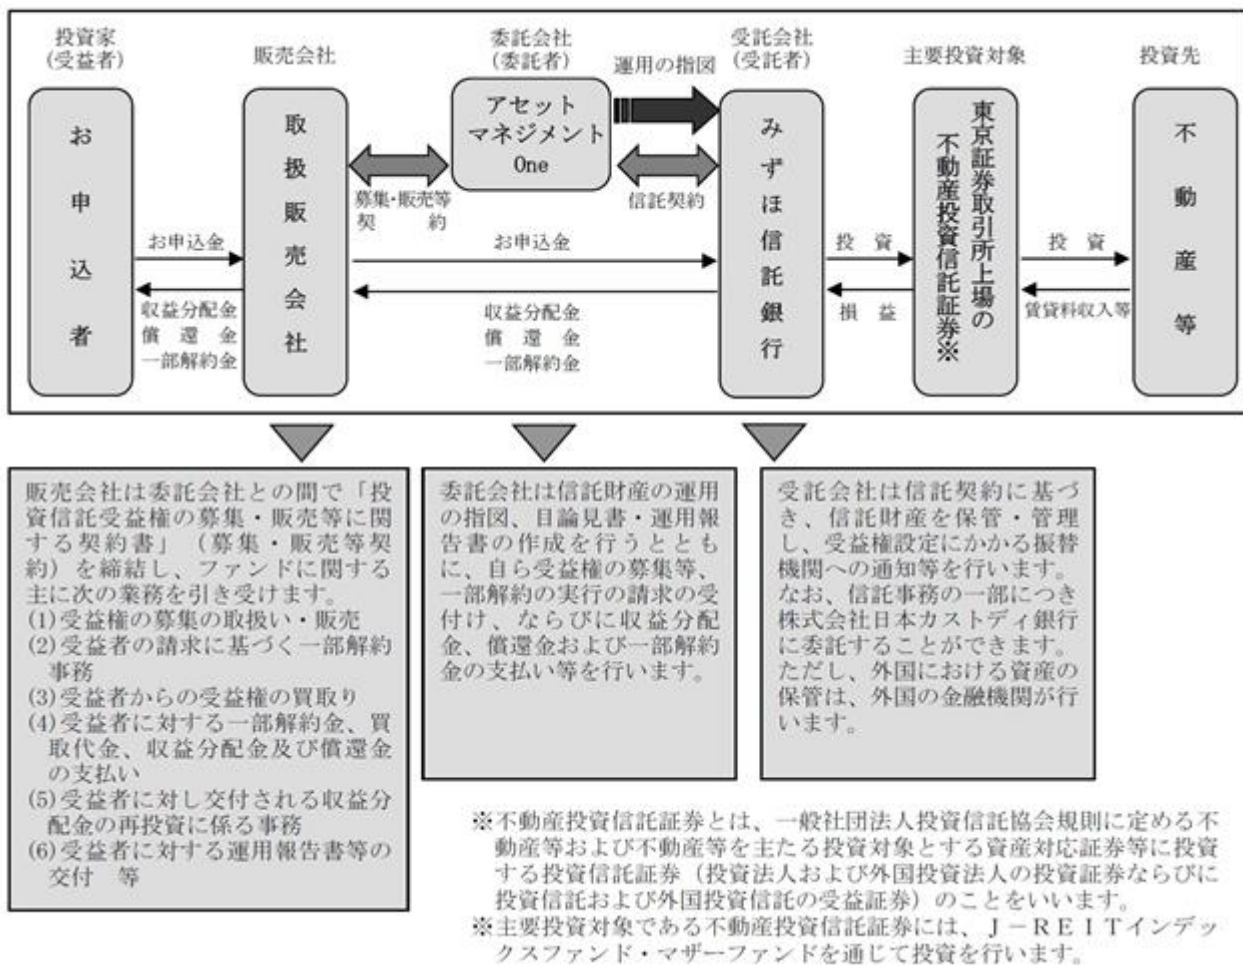 投資家
(受益者)
販売会社
委託会社
(委託者)
運用の指図
受託会社
(受託者)
主要投資対象
投資先
お申込者
取扱販売会社
アセット
マネジメント
One
みずほ信託銀行
東京証券取引所上場の
不動産投資信託証券※
不動産等
募集・販売等
契　約
信託契約
お申込金
お申込金
投　資
投　資
収益分配金
償　還　金
一部解約金
収益分配金
償　還　金
一部解約金
損　益
賃貸料収入等
販売会社は委託会社との間で「投
資信託受益権の募集・販売等に関
する契約書」（募集・販売等契
約）を締結し、ファンドに関する
主に次の業務を引き受けます。
(1)受益権の募集の取扱い・販売
(2)受益者の請求に基づく一部解約
事務
(3)受益者からの受益権の買取り
(4)受益者に対する一部解約金、買
取代金、収益分配金及び償還金
の支払い
(5)受益者に対し交付される収益分
配金の再投資に係る事務
(6)受益者に対する運用報告書等の
交付　等
委託会社は信託財産の運用
の指図、目論見書・運用報
告書の作成を行うととも
に、自ら受益権の募集等、
一部解約の実行の請求の受
付け、ならびに収益分配
金、償還金および一部解約
金の支払い等を行います。
受託会社は信託契約に基づ
き、信託財産を保管・管理
し、受益権設定にかかる振替
機関への通知等を行います。
なお、信託事務の一部につき
株式会社日本カストディ銀行
に委託することができます。
ただし、外国における資産の
保管は、外国の金融機関が行
います。
※不動産投資信託証券とは、一般社団法人投資信託協会規則に定める不
動産等および不動産等を主たる投資対象とする資産対応証券等に投資
する投資信託証券（投資法人および外国投資法人の投資証券ならびに
投資信託および外国投資信託の受益証券）のことをいいます。
※主要投資対象である不動産投資信託証券には、Ｊ－ＲＥＩＴインデッ
クスファンド・マザーファンドを通じて投資を行います。